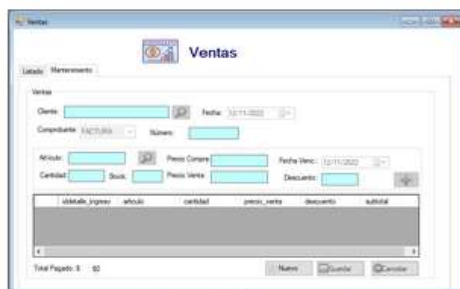 Ventas
Ventas
Listado Mantenimiento
Ventas
Cliente: Fecha: 12/11/2022
Comprobante: FACTURA Número:
Artículo: Precio Compra: Fecha Venc.: 12/11/2022
Cantidad: Stock: Precio Venta: Descuento:
iddetalle_ingreso articulo cantidad precio_venta descuento subtotal
Total Pagado: $
Nuevo Guardar Cancelar